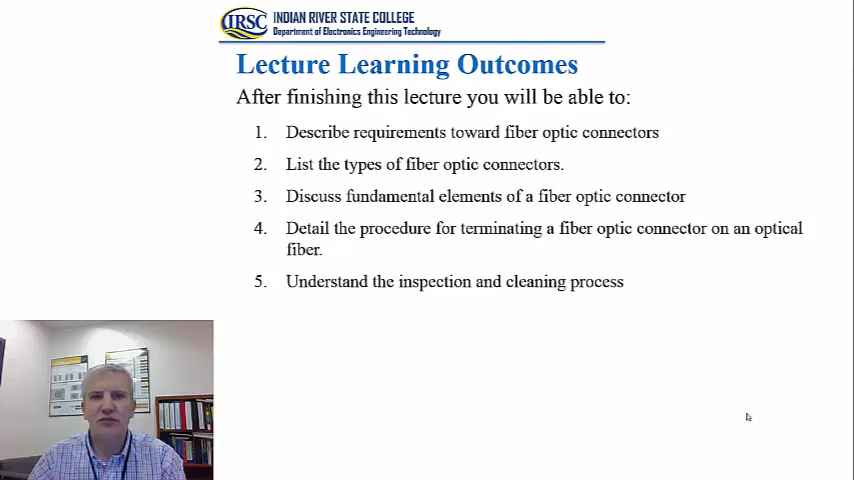 IRSC
INDIAN RIVER STATE COLLEGE
Department of Electronics Engineering Technology
Lecture Learning Outcomes
After finishing this lecture you will be able to:
1. Describe requirements toward fiber optic connectors
2. List the types of fiber optic connectors.
3. Discuss fundamental elements of a fiber optic connector
4. Detail the procedure for terminating a fiber optic connector on an optical
fiber.
5. Understand the inspection and cleaning process